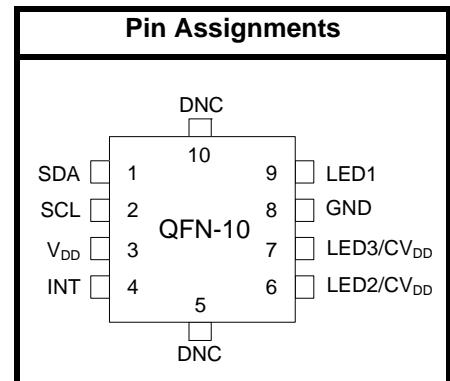 Pin Assignments
DNC
10
SDA 1 9 LED1
SCL 2 8 GND
QFN-10
VDD 3 7 LED3/CVDD
INT 4 6 LED2/CVDD
5
DNC